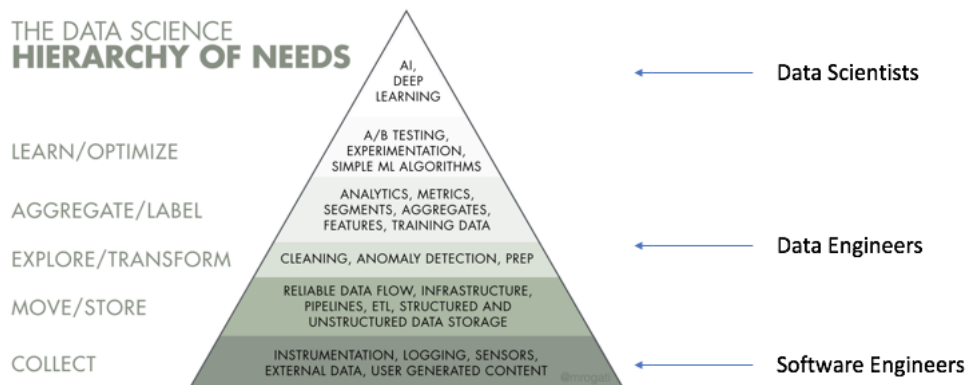 THE DATA SCIENCE
HIERARCHY OF NEEDS
AI,
DEEP
LEARNING
Data Scientists
LEARN/OPTIMIZE
A/B TESTING,
EXPERIMENTATION,
SIMPLE ML ALGORITHMS
AGGREGATE/LABEL
ANALYTICS, METRICS,
SEGMENTS, AGGREGATES,
FEATURES, TRAINING DATA
EXPLORE/TRANSFORM
CLEANING, ANOMALY DETECTION, PREP
Data Engineers
MOVE/STORE
RELIABLE DATA FLOW, INFRASTRUCTURE,
PIPELINES, ETL, STRUCTURED AND
UNSTRUCTURED DATA STORAGE
COLLECT
INSTRUMENTATION, LOGGING, SENSORS,
EXTERNAL DATA, USER GENERATED CONTENT
@mrogati
Software Engineers